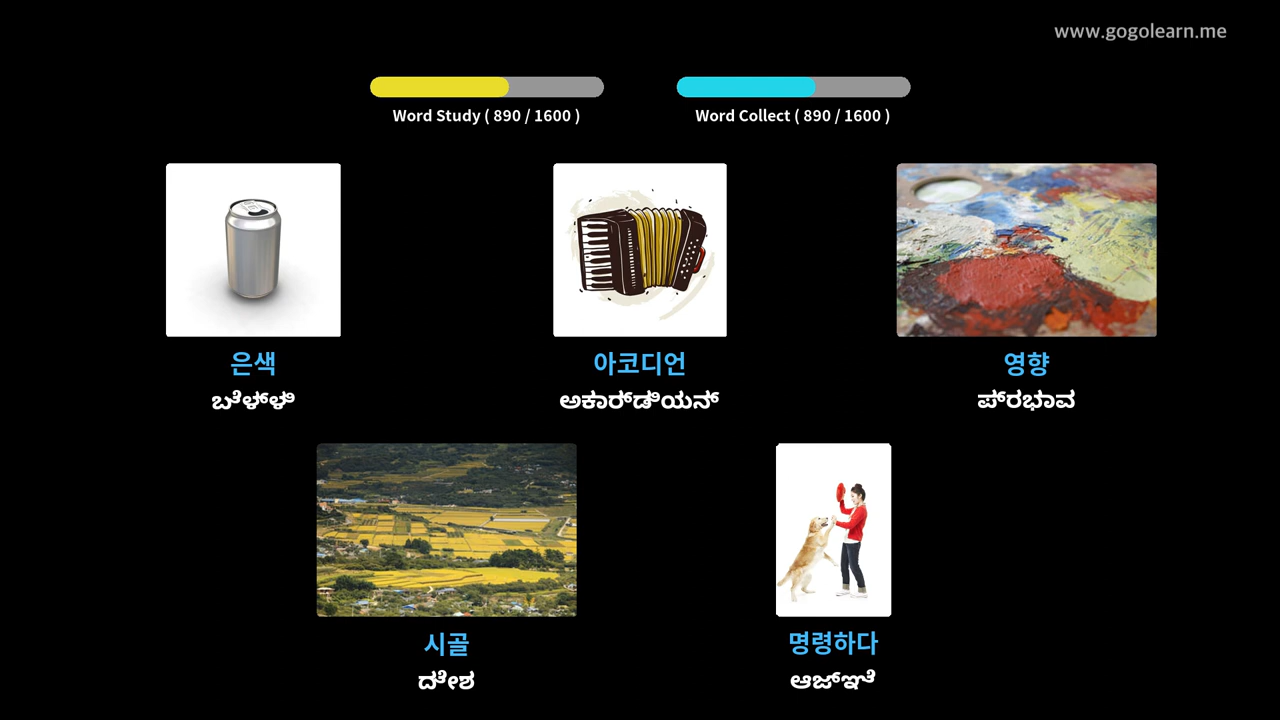 www.gogolearn.me
Word Study ( 890 / 1600 )
Word Collect ( 890 / 1600 )
은색
ಬೆಳ್ಳಿ
아코디언
ಅಕಾರ್ಡಿಯನ್
영향
ಪ್ರಭಾವ
시골
ದೇಶ
명령하다
ಆಜ್ಞೆ